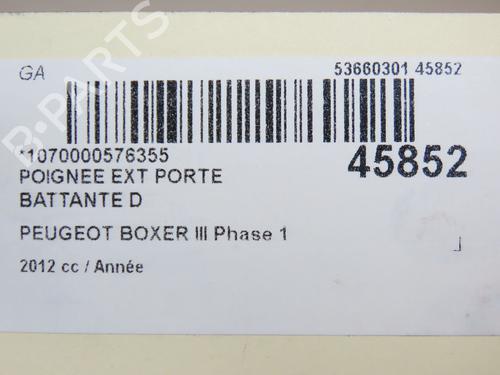 GA
53660301 45852
*1070000576355
45852
POIGNEE EXT PORTE
BATTANTE D
PEUGEOT BOXER III Phase 1
2012 cc / Année
B-PARTS